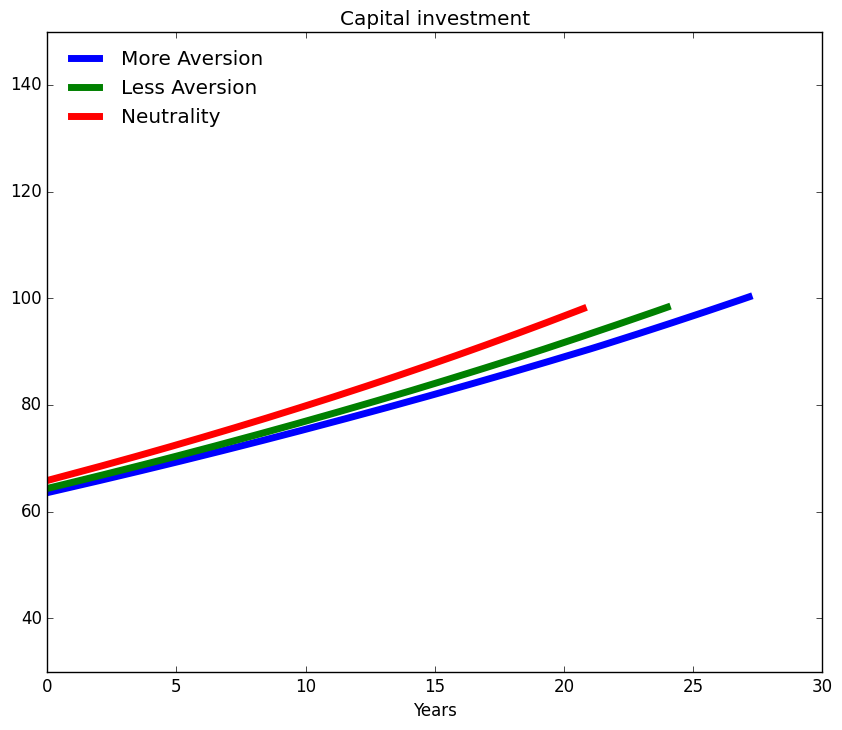 Capital investment
More Aversion
Less Aversion
Neutrality
140
120
100
80
60
40
0 5 10 15 20 25 30
Years